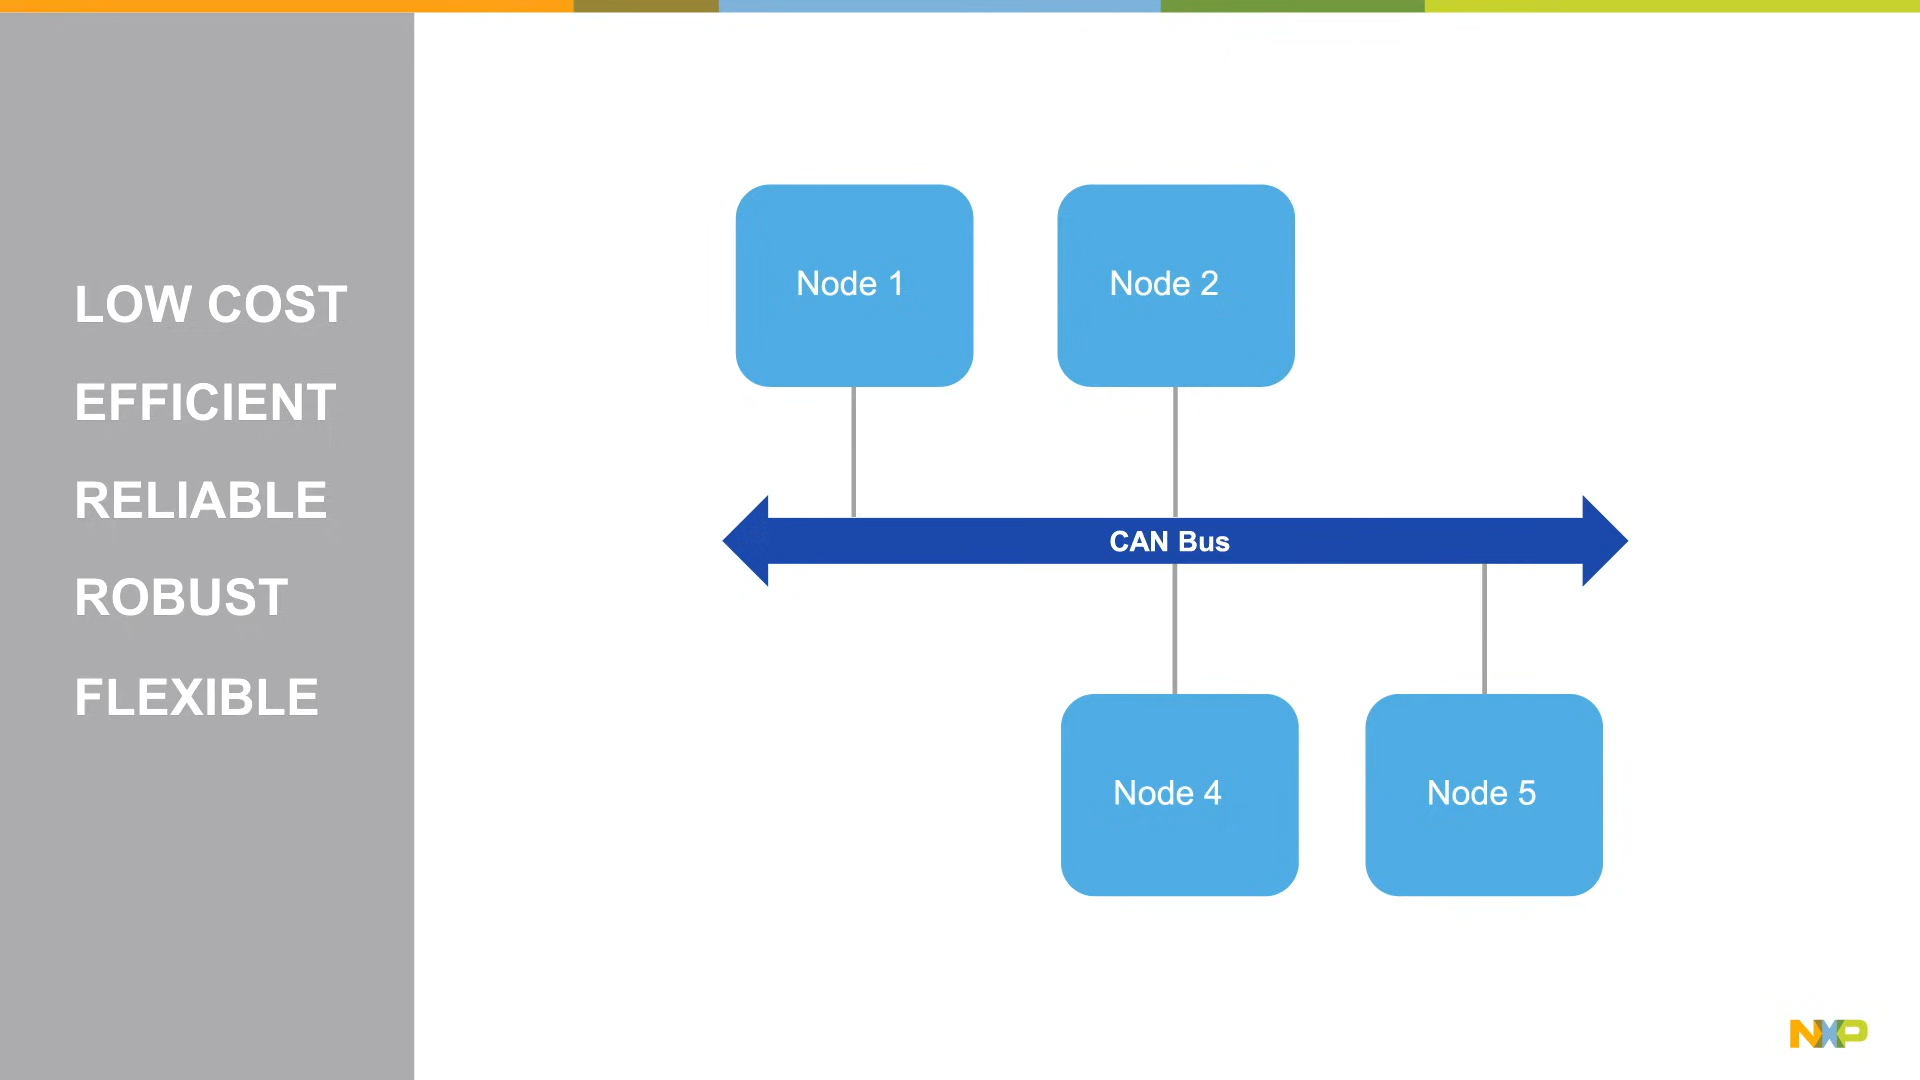 LOW COST
EFFICIENT
RELIABLE
ROBUST
FLEXIBLE
Node 1
Node 2
CAN Bus
Node 4
Node 5
NXP